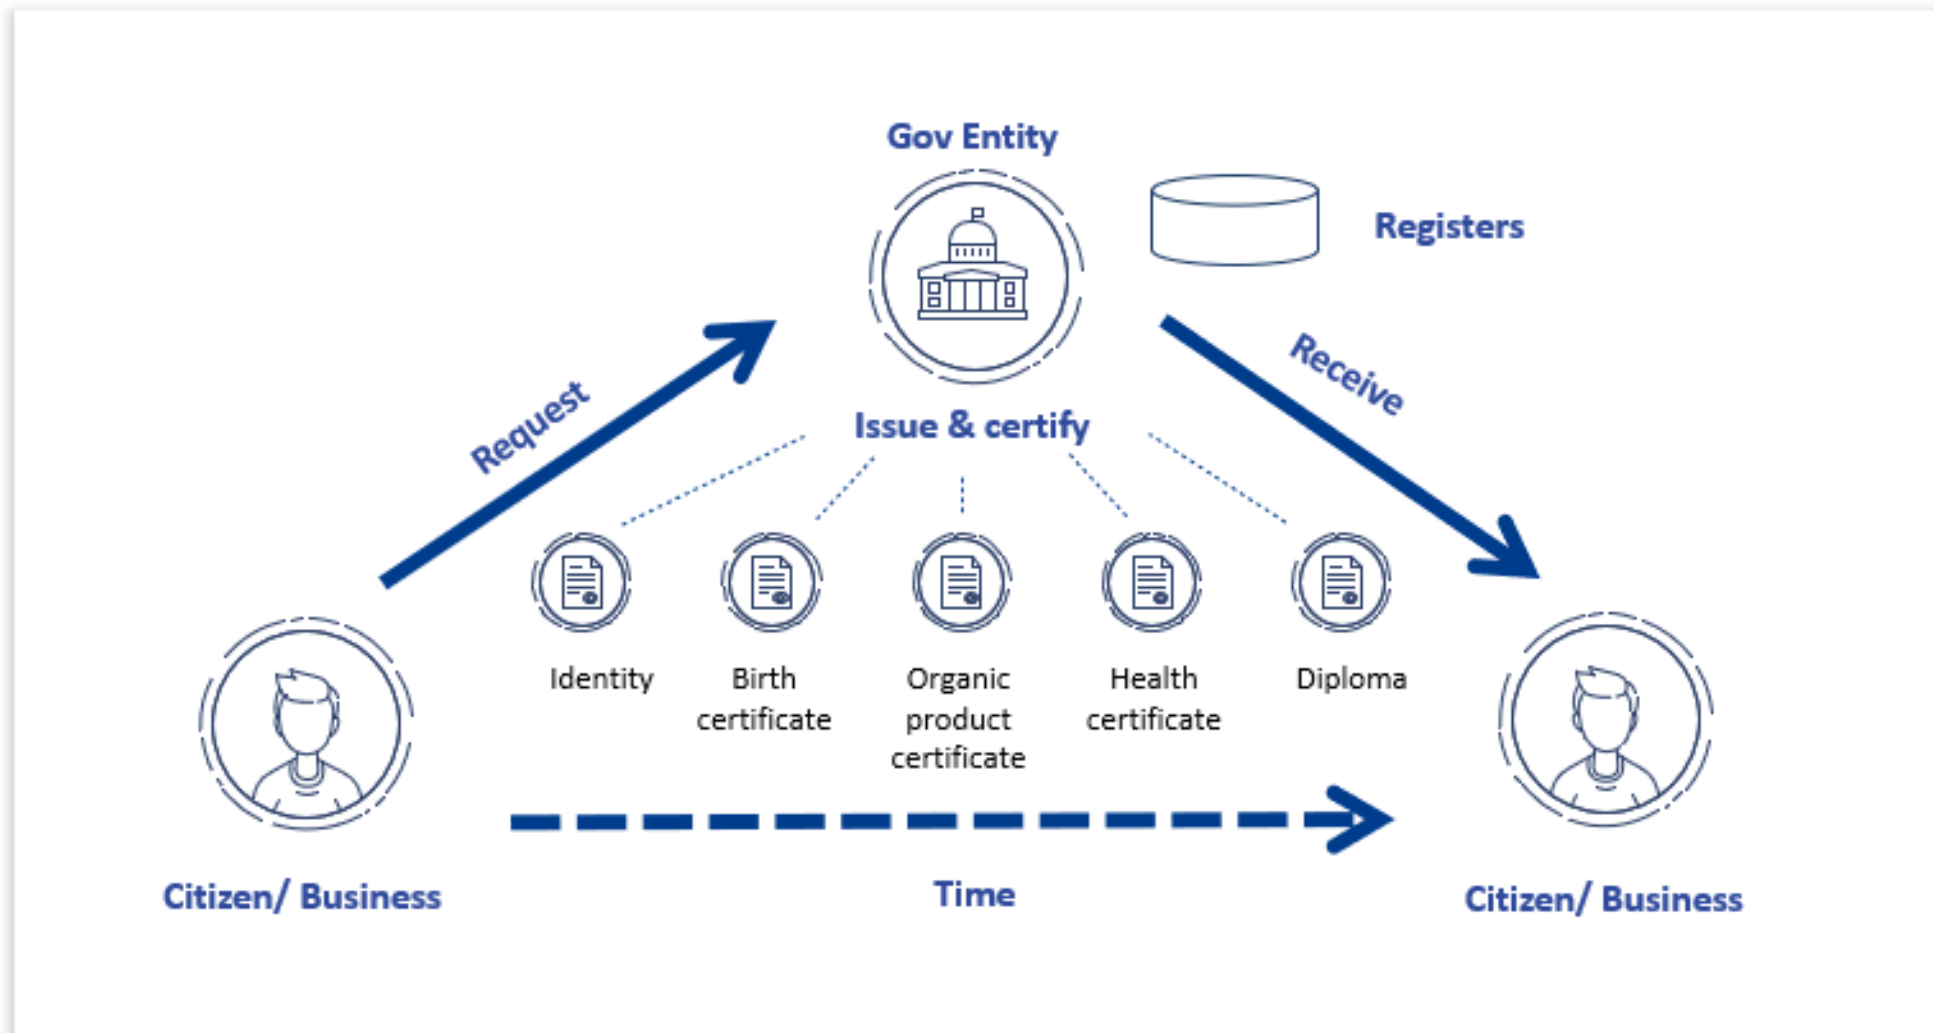 Gov Entity
Registers
Request
Receive
Issue & certify
Identity
Birth
certificate
Organic
product
certificate
Health
certificate
Diploma
Citizen/ Business
Time
Citizen/ Business